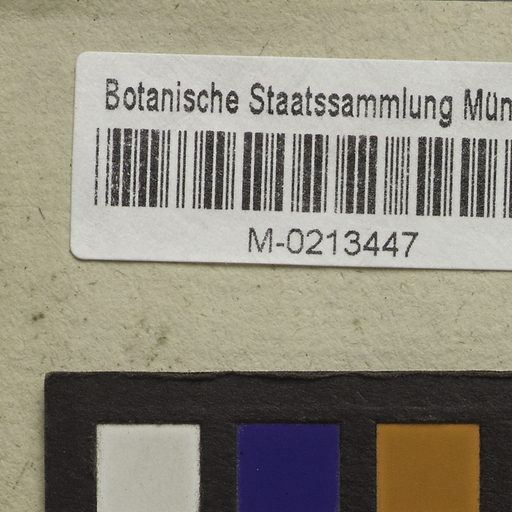 Botanische Staatssammlung Mün
M-0213447